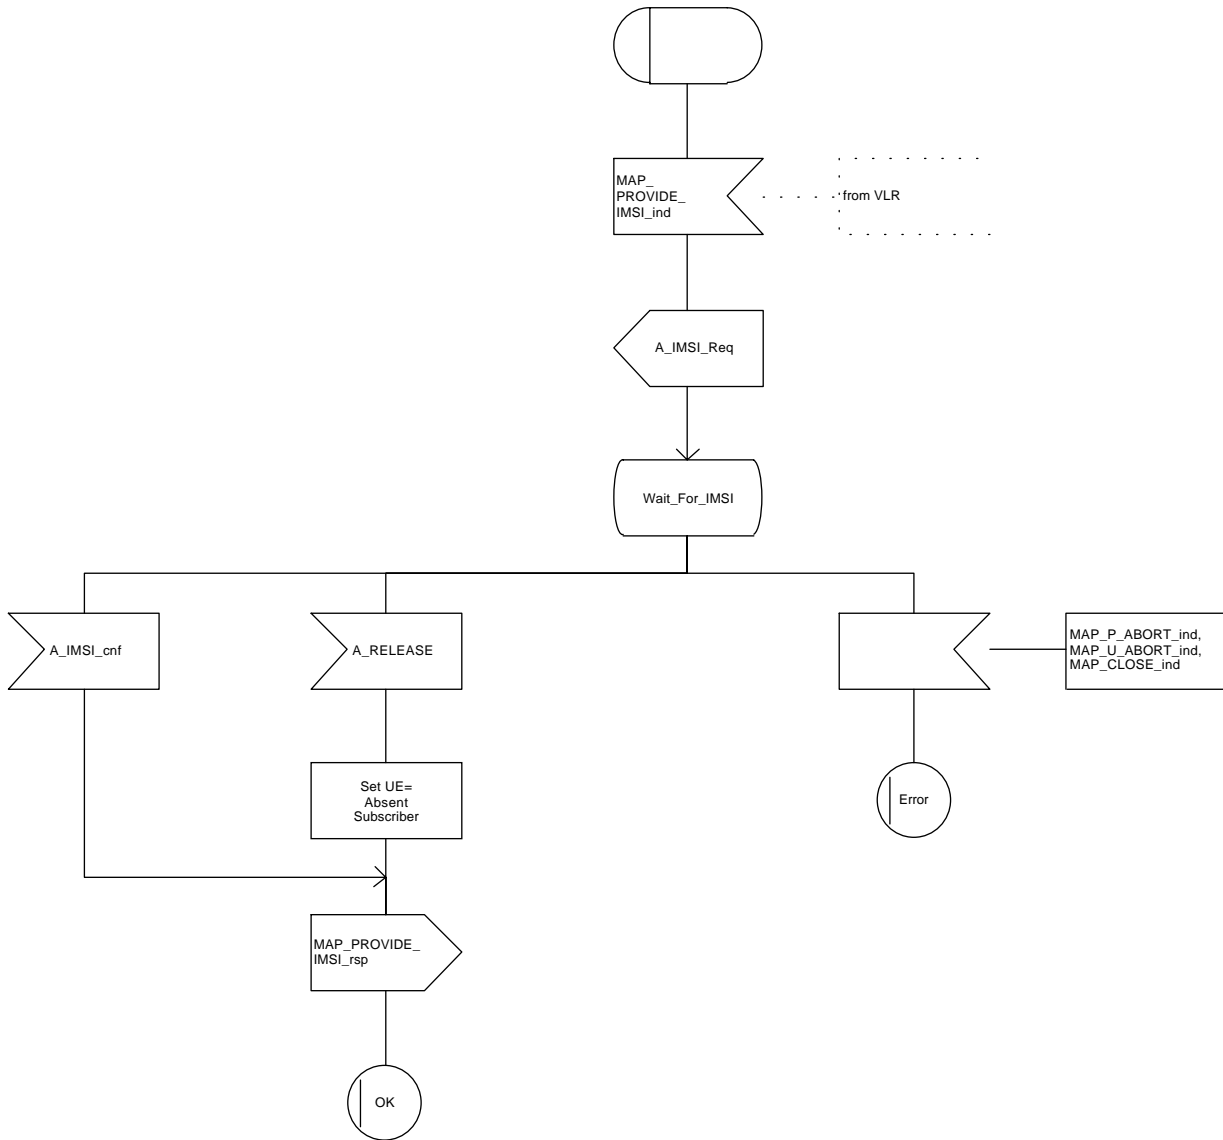 MAP_
PROVIDE_
IMSI_ind
from VLR
A_IMSI_Req
Wait_For_IMSI
A_IMSI_cnf
A_RELEASE
MAP_P_ABORT_ind,
MAP_U_ABORT_ind,
MAP_CLOSE_ind
Set UE=
Absent
Subscriber
Error
MAP_PROVIDE_
IMSI_rsp
OK